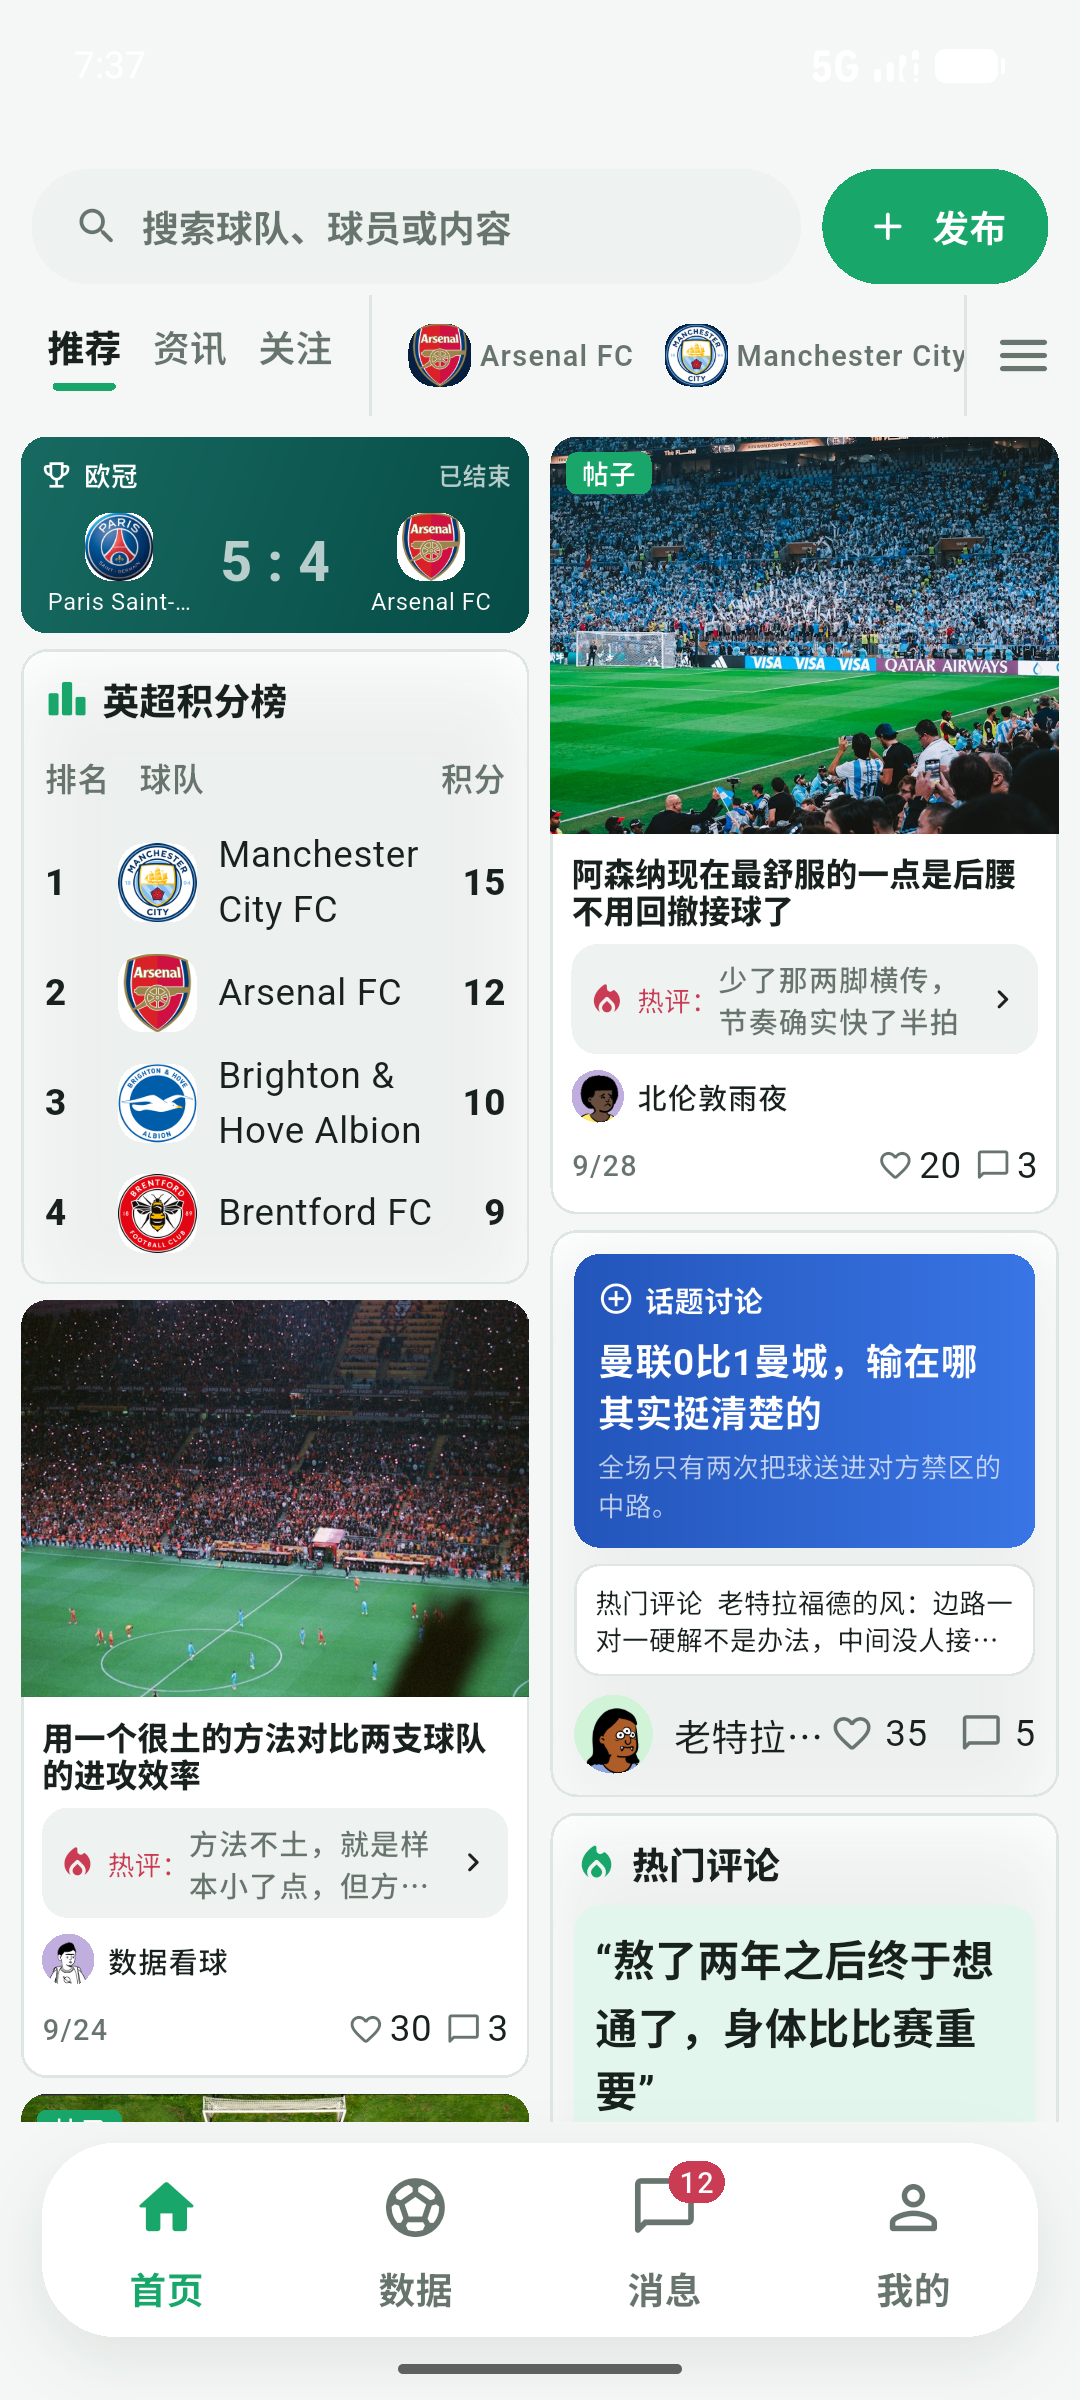 7:37
5G
搜索球队、球员或内容
+ 发布
推荐
资讯
关注
Arsenal FC
Manchester City
欧冠
已结束
5 : 4
Paris Saint-...
Arsenal FC
英超积分榜
排名 球队 积分
1 Manchester City FC 15
2 Arsenal FC 12
3 Brighton & Hove Albion 10
4 Brentford FC 9
用一个很土的方法对比两支球队
的进攻效率
热评:
方法不土，就是样
本小了点，但方…
数据看球
9/24
30
3
帖子
VISA VISA VISA QATAR AIRWAYS
阿森纳现在最舒服的一点是后腰
不用回撤接球了
热评:
少了那两脚横传，
节奏确实快了半拍
北伦敦雨夜
9/28
20
3
话题讨论
曼联0比1曼城，输在哪
其实挺清楚的
全场只有两次把球送进对方禁区的
中路。
热门评论 老特拉福德的风：边路一
对一硬解不是办法，中间没人接…
老特拉…
35
5
热门评论
“熬了两年之后终于想
通了，身体比比赛重
要”
首页
数据
消息
12
我的